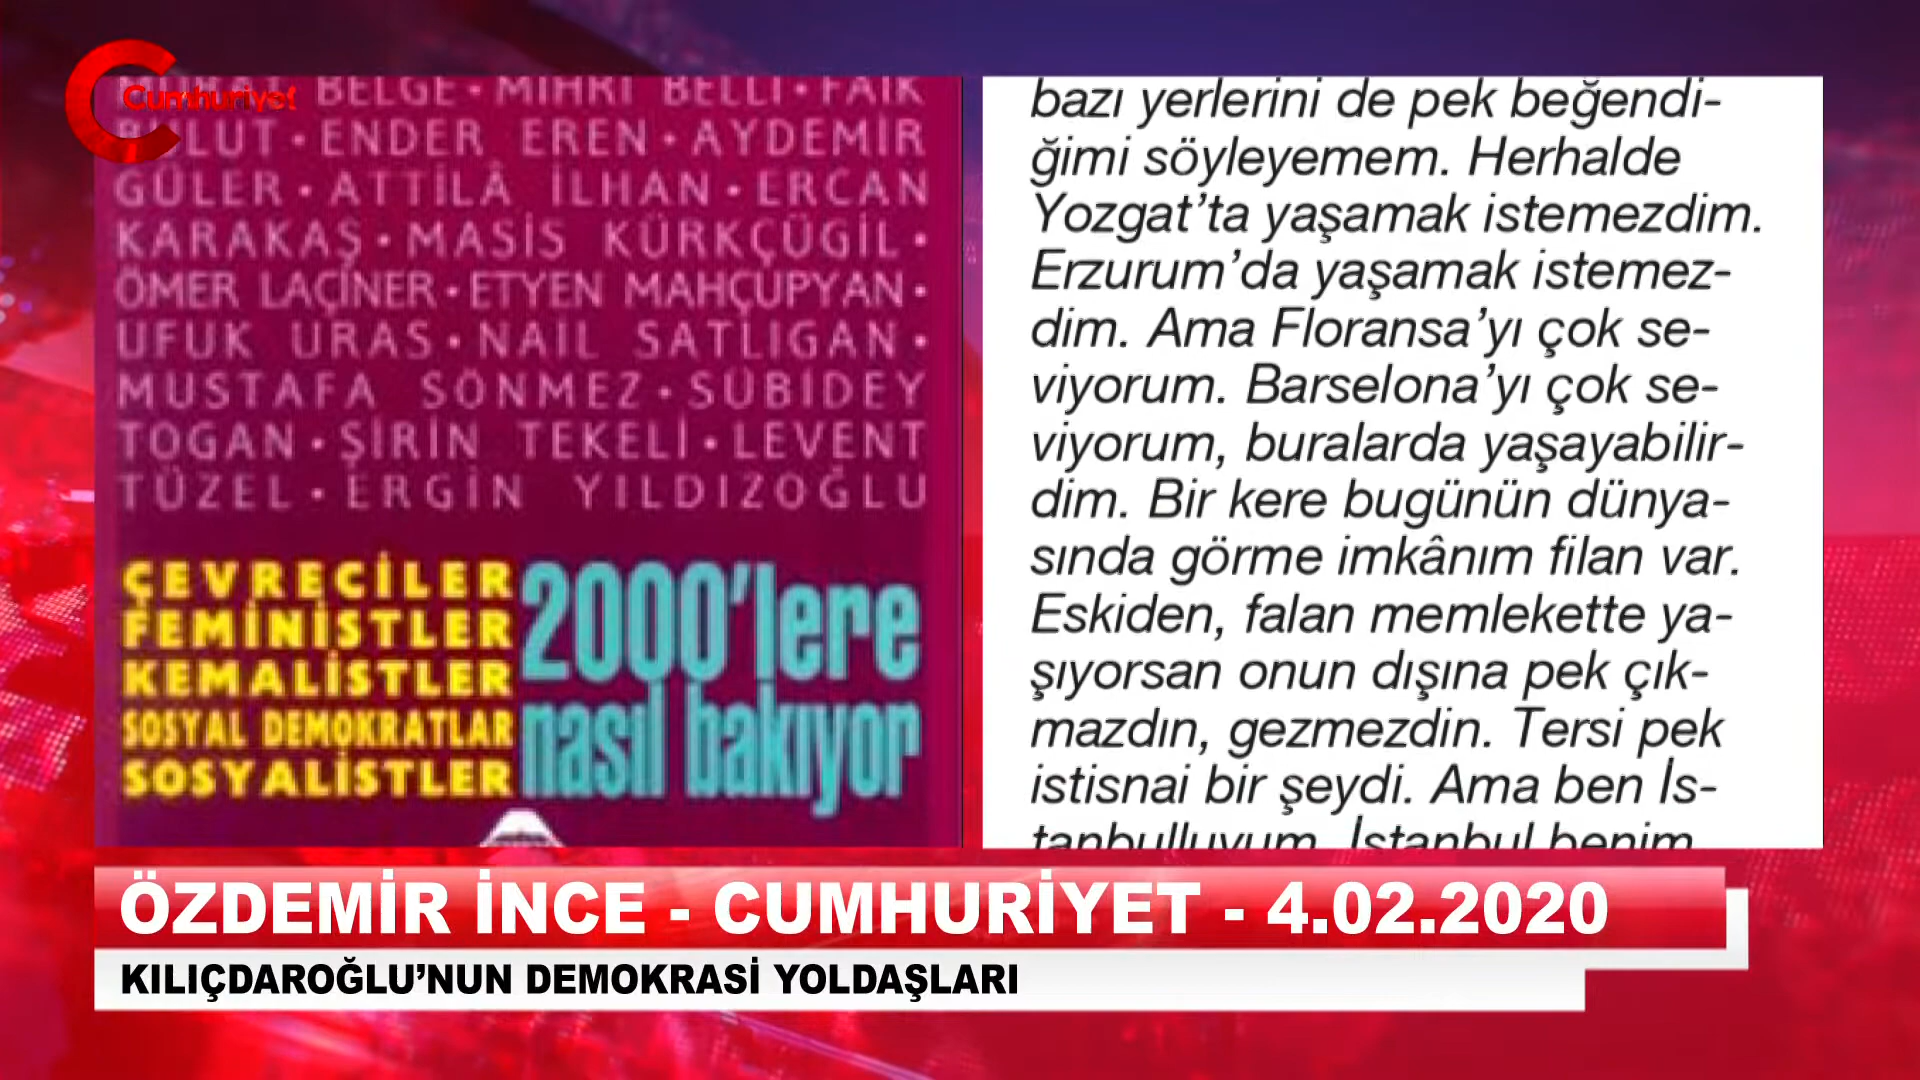 Cumhuriyet
MURAT BELGE • MİHRİ BELLİ • FAİK
BULUT • ENDER EREN • AYDEMİR
GÜLER • ATTİLÂ İLHAN • ERCAN
KARAKAŞ • MASİS KÜRKÇÜGİL •
ÖMER LAÇİNER • ETYEN MAHÇUPYAN •
UFUK URAS • NAİL SATLIGAN •
MUSTAFA SÖNMEZ • SÜBİDEY
TOGAN • ŞİRİN TEKELİ • LEVENT
TÜZEL • ERGİN YILDIZOĞLU
ÇEVRECİLER
FEMİNİSTLER
KEMALİSTLER
SOSYAL DEMOKRATLAR
SOSYALİSTLER
2000'lere
nasıl bakıyor
bazı yerlerini de pek beğendi-
ğimi söyleyemem. Herhalde
Yozgat’ta yaşamak istemezdim.
Erzurum’da yaşamak istemez-
dim. Ama Floransa’yı çok se-
viyorum. Barselona’yı çok se-
viyorum, buralarda yaşayabilir-
dim. Bir kere bugünün dünya-
sında görme imkânım filan var.
Eskiden, falan memlekette ya-
şıyorsan onun dışına pek çık-
mazdın, gezmezdin. Tersi pek
istisnai bir şeydi. Ama ben İs-
tanbulluyum. İstanbul benim
ÖZDEMİR İNCE - CUMHURİYET - 4.02.2020
KILIÇDAROĞLU’NUN DEMOKRASİ YOLDAŞLARI